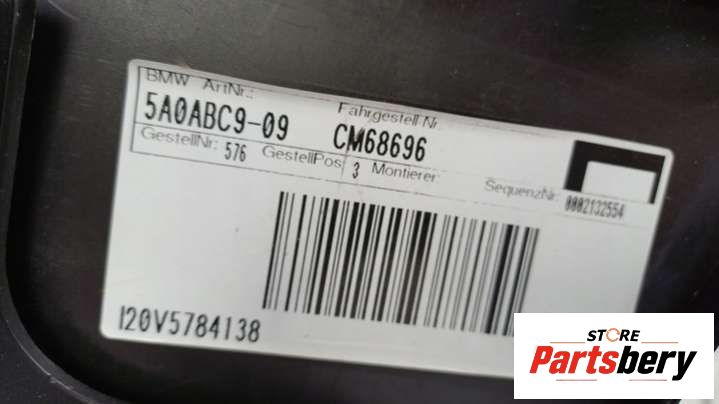 BMW ArtNr.:
5A0ABC9-09
Fahrgestell Nr.
CM68696
GestellNr: 576 GestellPos: 3 Montierer:
SequenzNr: 0002132554
I20V5784138
STORE
Partsbery